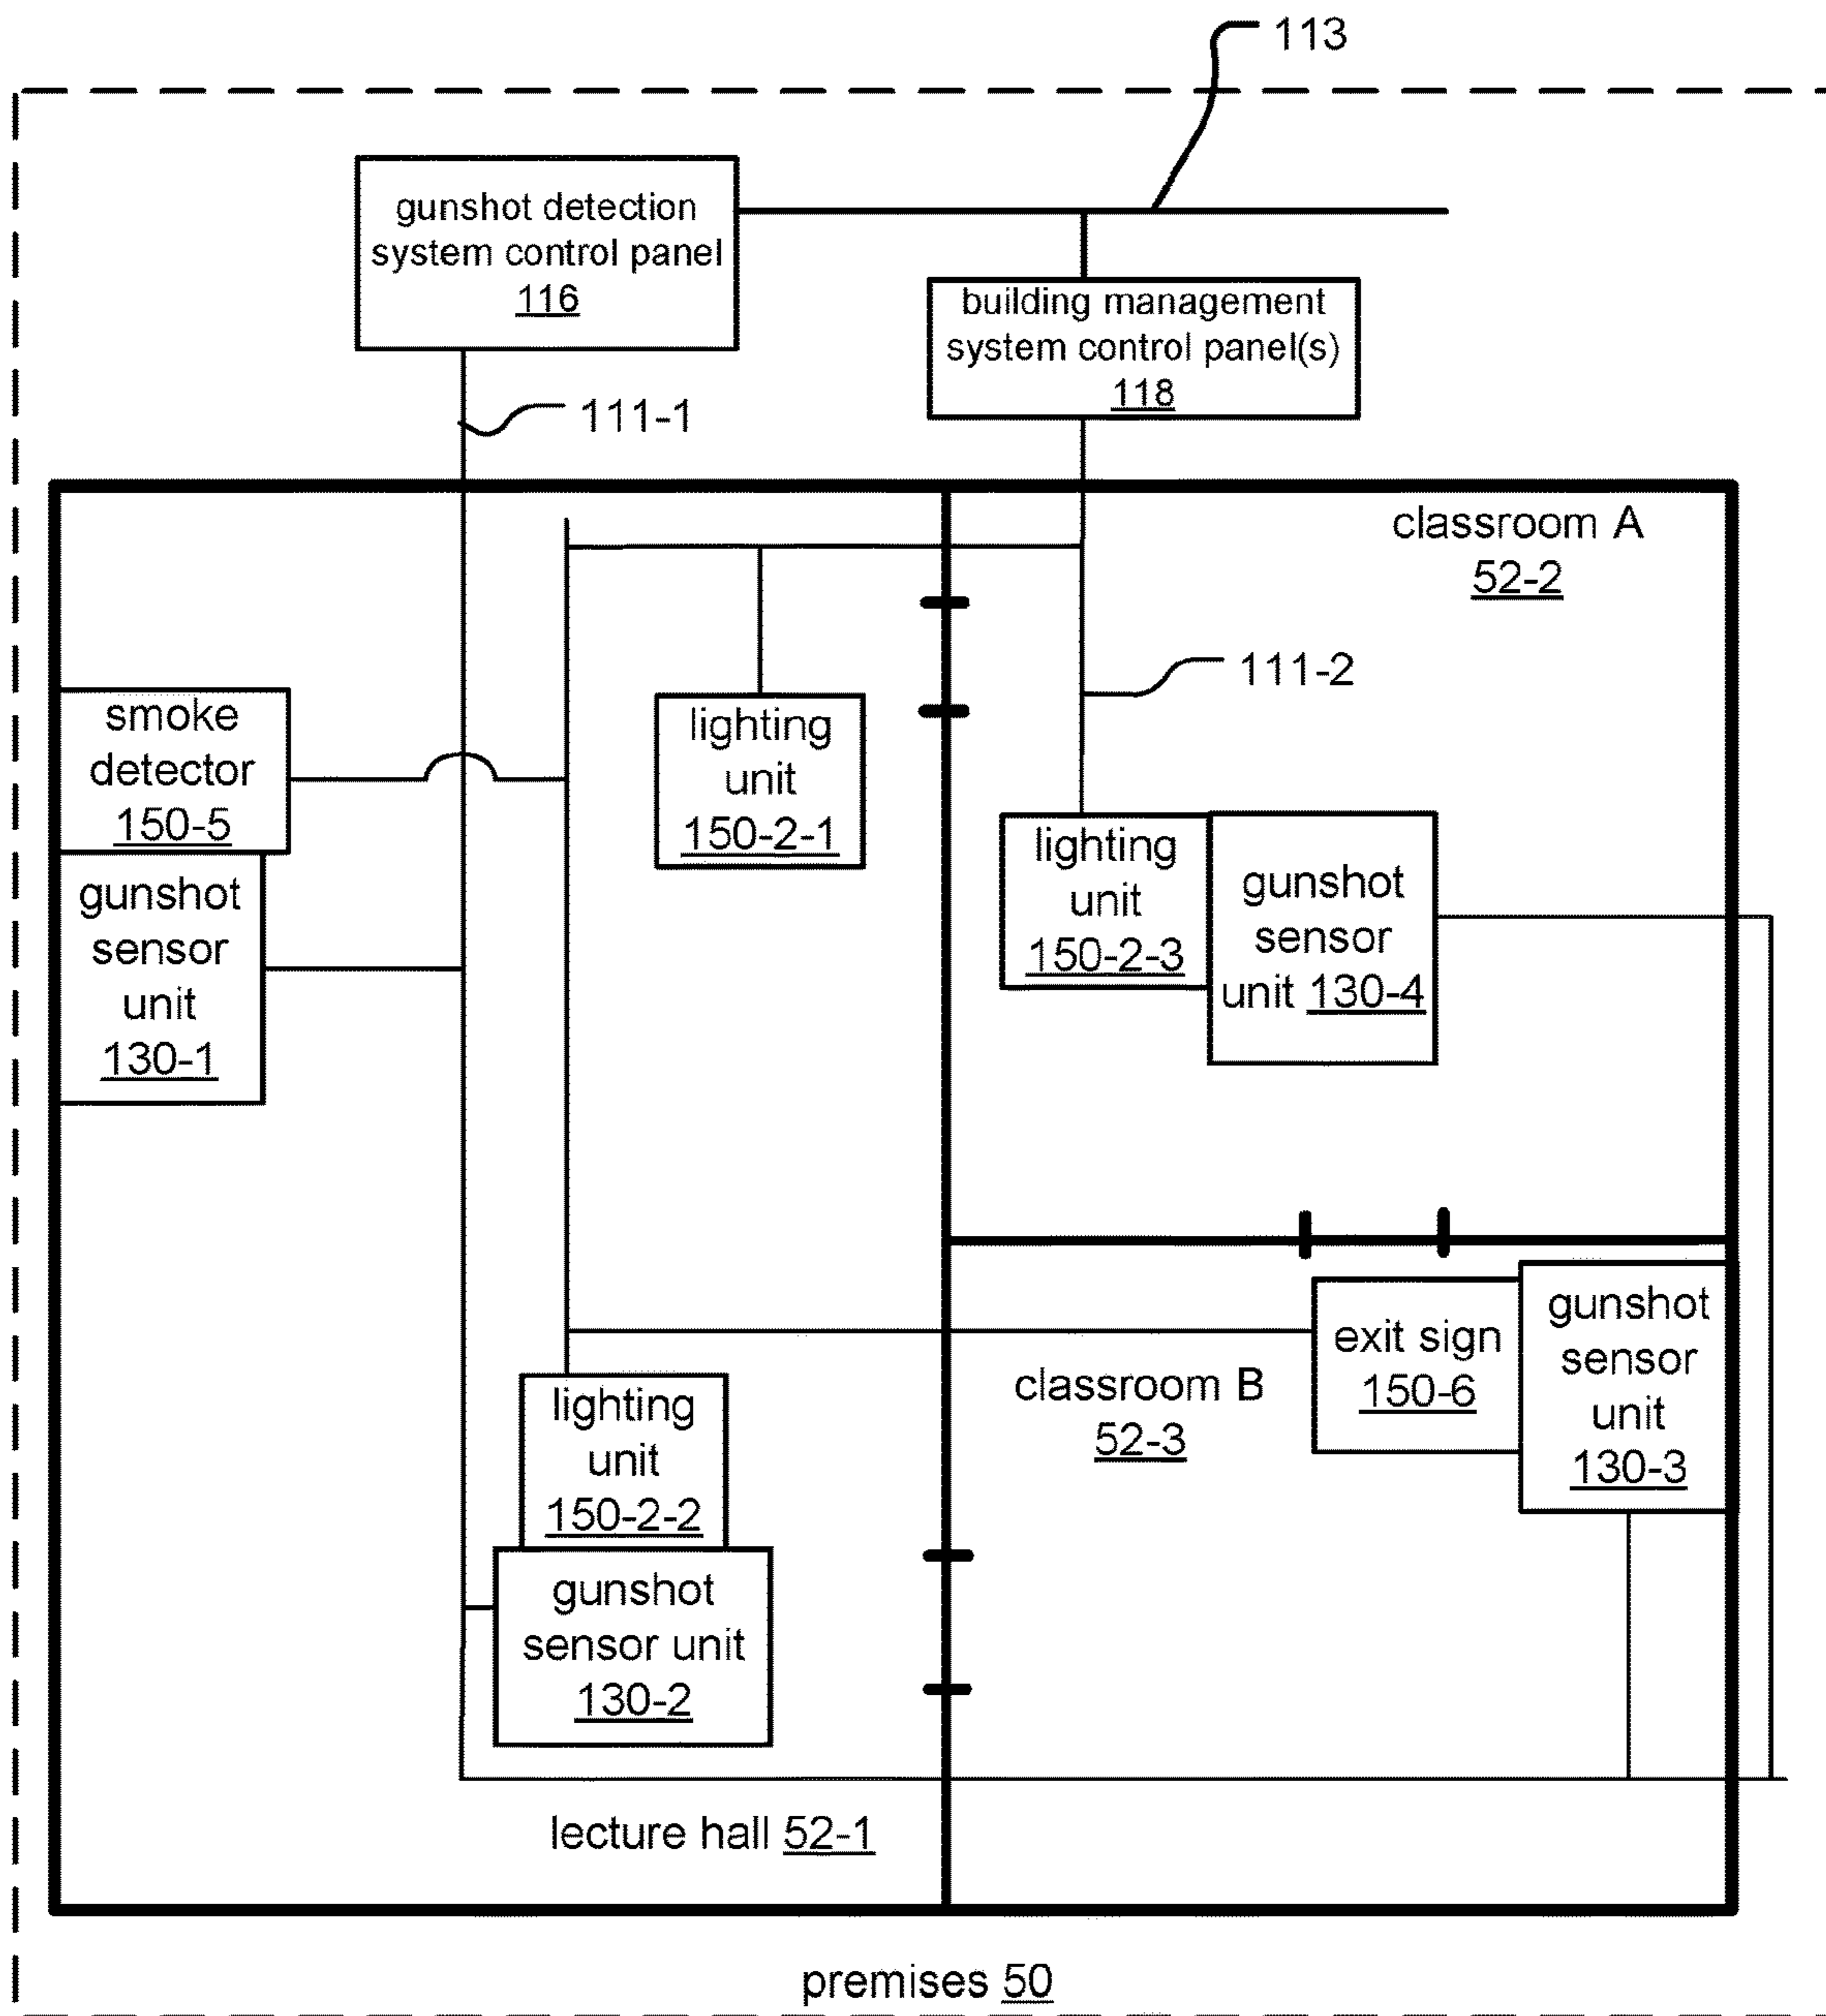 113
gunshot detection
system control panel
116
building management
system control panel(s)
118
111-1
classroom A
52-2
111-2
smoke
detector
150-5
lighting
unit
150-2-1
lighting
unit
150-2-3
gunshot
sensor
unit 130-4
gunshot
sensor
unit
130-1
exit sign
150-6
gunshot
sensor
unit
130-3
classroom B
52-3
lighting
unit
150-2-2
gunshot
sensor unit
130-2
lecture hall 52-1
premises 50